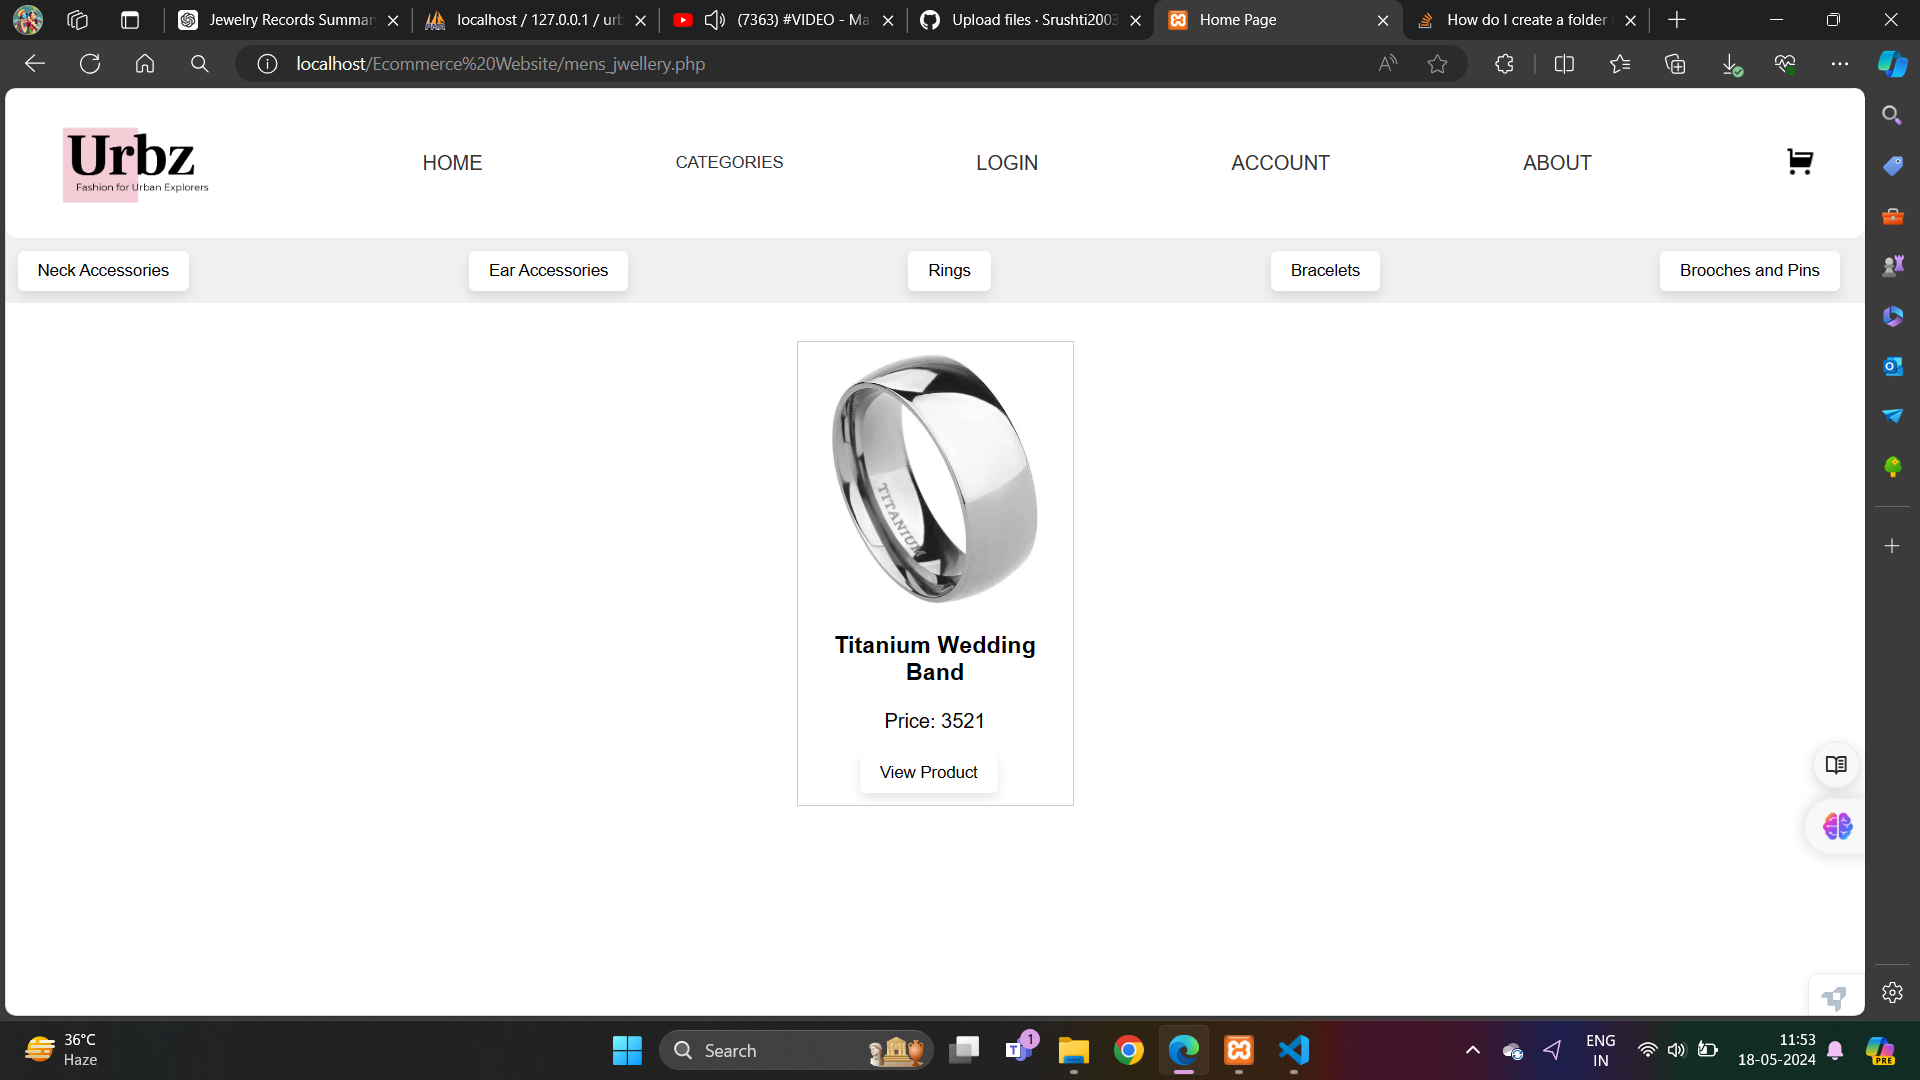 Jewelry Records Summar
localhost / 127.0.0.1 / urb
(7363) #VIDEO - Ma
Upload files · Srushti2003
Home Page
How do I create a folder i
localhost/Ecommerce%20Website/mens_jwellery.php
Urbz
Fashion for Urban Explorers
HOME
CATEGORIES
LOGIN
ACCOUNT
ABOUT
Neck Accessories
Ear Accessories
Rings
Bracelets
Brooches and Pins
TITANIUM
Titanium Wedding
Band
Price: 3521
View Product
36°C
Haze
Search
1
ENG
IN
11:53
18-05-2024
PRE